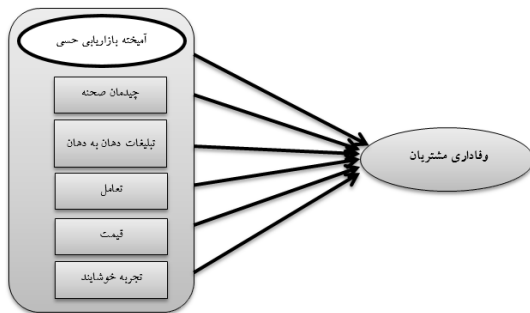 آمیخته بازاریابی حسی
چیدمان صحنه
تبلیغات دهان به دهان
تعامل
قیمت
تجربه خوشایند
وفاداری مشتریان